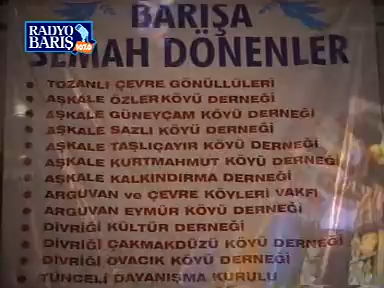 RADYO
BARIŞ
107.0
BARIŞA
SEMAH DÖNENLER
TOZANLI ÇEVRE GÖNÜLLÜLERİ
AŞKALE ÖZLER KÖYÜ DERNEĞİ
AŞKALE GÜNEYÇAM KÖYÜ DERNEĞİ
AŞKALE SAZLI KÖYÜ DERNEĞİ
AŞKALE TAŞLIÇAYIR KÖYÜ DERNEĞİ
AŞKALE KURTMAHMUT KÖYÜ DERNEĞİ
AŞKALE KALKINDIRMA DERNEĞİ
ARGUVAN ve ÇEVRE KÖYLERİ VAKFI
ARGUVAN EYMÜR KÖYÜ DERNEĞİ
DİVRİĞİ KÜLTÜR DERNEĞİ
DİVRİĞİ ÇAKMAKDÜZÜ KÖYÜ DERNEĞİ
DİVRİĞİ OVACIK KÖYÜ DERNEĞİ
TUNCELİ DAYANIŞMA KURULU